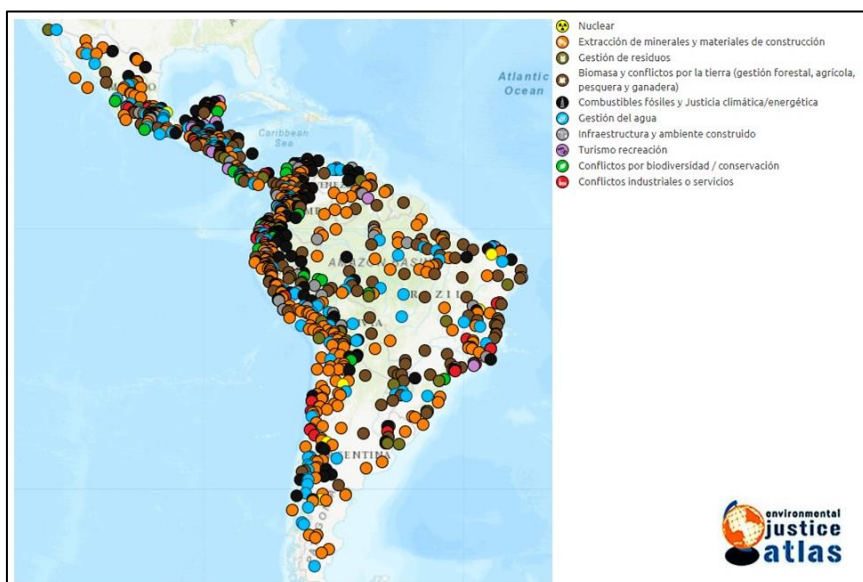 Nuclear
Extracción de minerales y materiales de construcción
Gestión de residuos
Biomasa y conflictos por la tierra (gestión forestal, agrícola,
pesquera y ganadera)
Combustibles fósiles y Justicia climática/energética
Gestión del agua
Infraestructura y ambiente construido
Turismo recreación
Conflictos por biodiversidad / conservación
Conflictos industriales o servicios
Atlantic
Ocean
Caribbean
Sea
AMAZON BASIN
environmental
justice
atlas